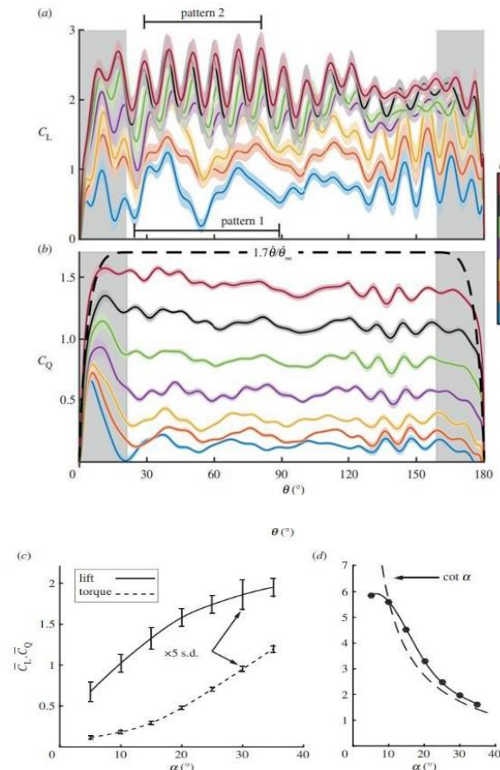 (a)
pattern 2
3
2
C_L
1
0
pattern 1
(b)
1.7θ̇/θ̇∞
1.5
1.0
C_Q
0.5
0 30 60 90 120 150 180
θ (°)
θ (°)
(c) (d)
lift
torque
2
1.5
1
0.5
C̄_L, C̄_Q
×5 s.d.
0 10 20 30 40
α (°)
7
6
5
4
3
2
1
cot α
0 10 20 30 40
α (°)